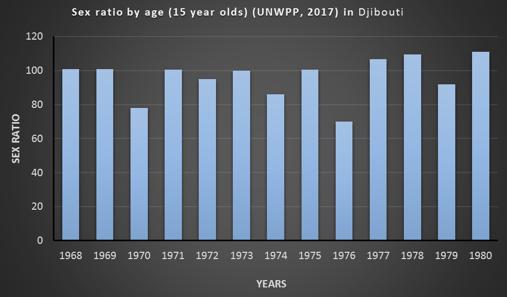 Sex ratio by age (15 year olds) (UNWPP, 2017) in Djibouti
120
100
80
60
40
20
0
SEX RATIO
1968 1969 1970 1971 1972 1973 1974 1975 1976 1977 1978 1979 1980
YEARS